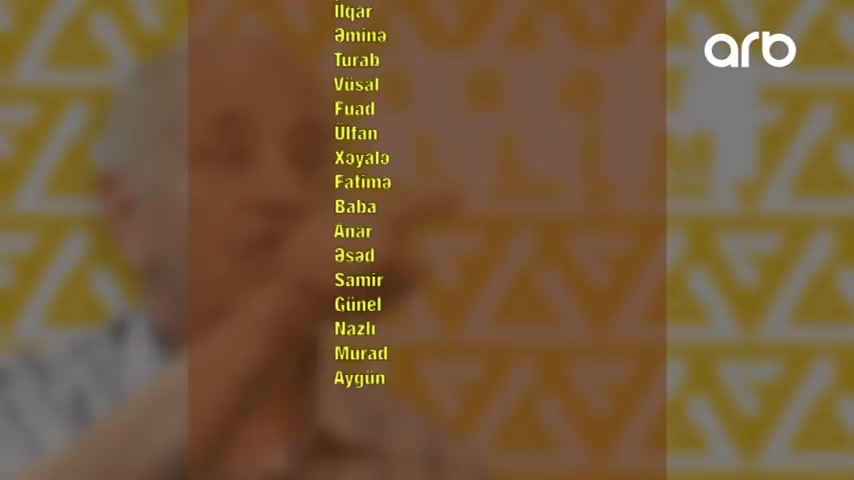 İlqar
Əminə
Turab
Vüsal
Fuad
Ülfan
Xəyalə
Fatimə
Baba
Anar
Əsəd
Samir
Günel
Nazlı
Murad
Aygün
arb